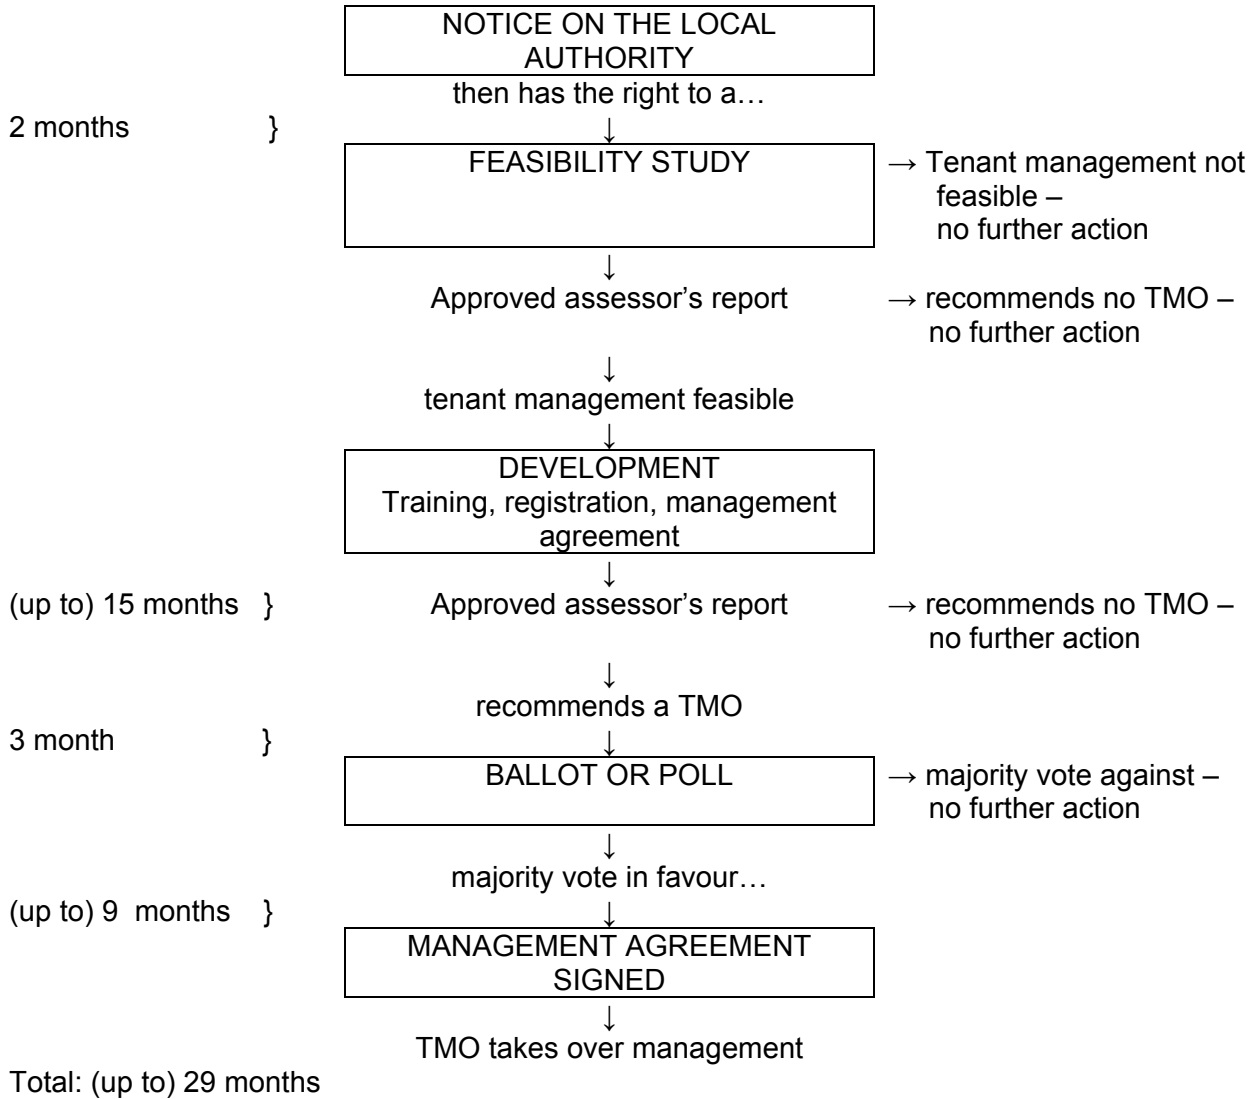 NOTICE ON THE LOCAL
AUTHORITY
then has the right to a…
2 months }
↓
FEASIBILITY STUDY
→ Tenant management not
feasible –
no further action
↓
Approved assessor’s report
→ recommends no TMO –
no further action
↓
tenant management feasible
↓
DEVELOPMENT
Training, registration, management
agreement
↓
(up to) 15 months }
Approved assessor’s report
→ recommends no TMO –
no further action
↓
recommends a TMO
3 month }
↓
BALLOT OR POLL
→ majority vote against –
no further action
↓
majority vote in favour…
(up to) 9 months }
↓
MANAGEMENT AGREEMENT
SIGNED
↓
TMO takes over management
Total: (up to) 29 months